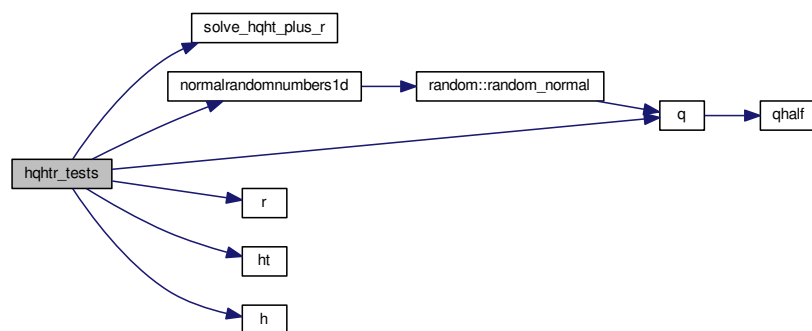 solve_hqht_plus_r
normalrandomnumbers1d
random::random_normal
q
qhalf
hqhtr_tests
r
ht
h